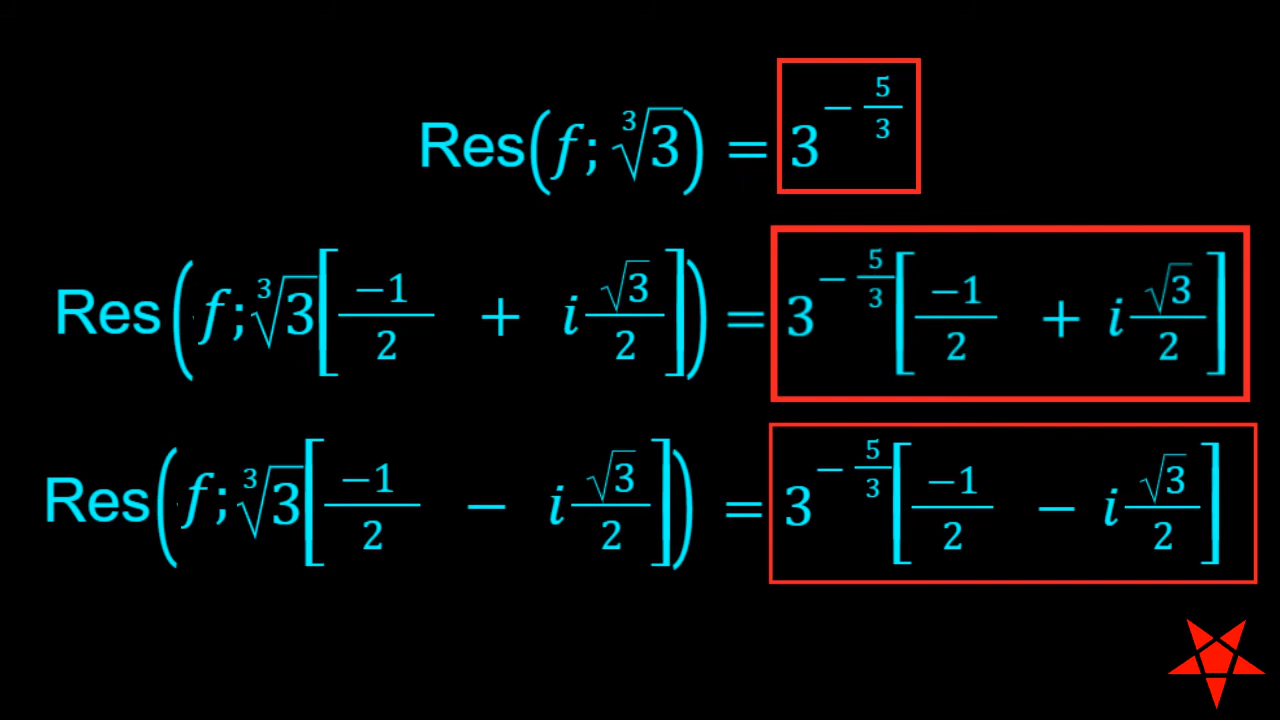 Res(f; ∛3) = 3^(−5/3)
Res(f; ∛3[−1/2 + i √3/2]) = 3^(−5/3)[−1/2 + i √3/2]
Res(f; ∛3[−1/2 − i √3/2]) = 3^(−5/3)[−1/2 − i √3/2]